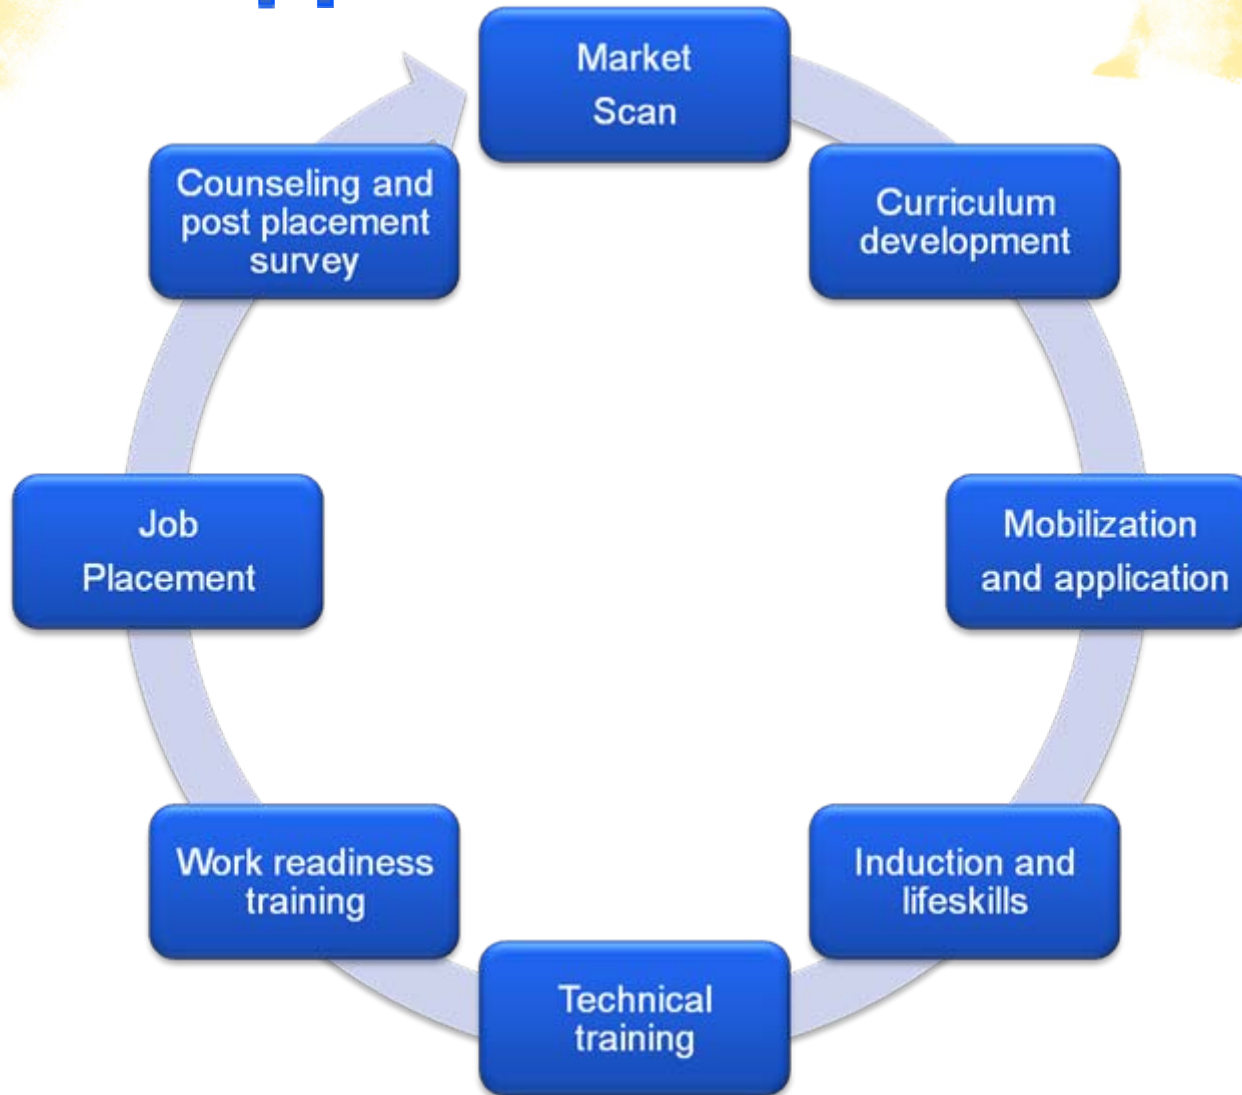 Market
Scan
Curriculum
development
Mobilization
and application
Induction and
lifeskills
Technical
training
Work readiness
training
Job
Placement
Counseling and
post placement
survey